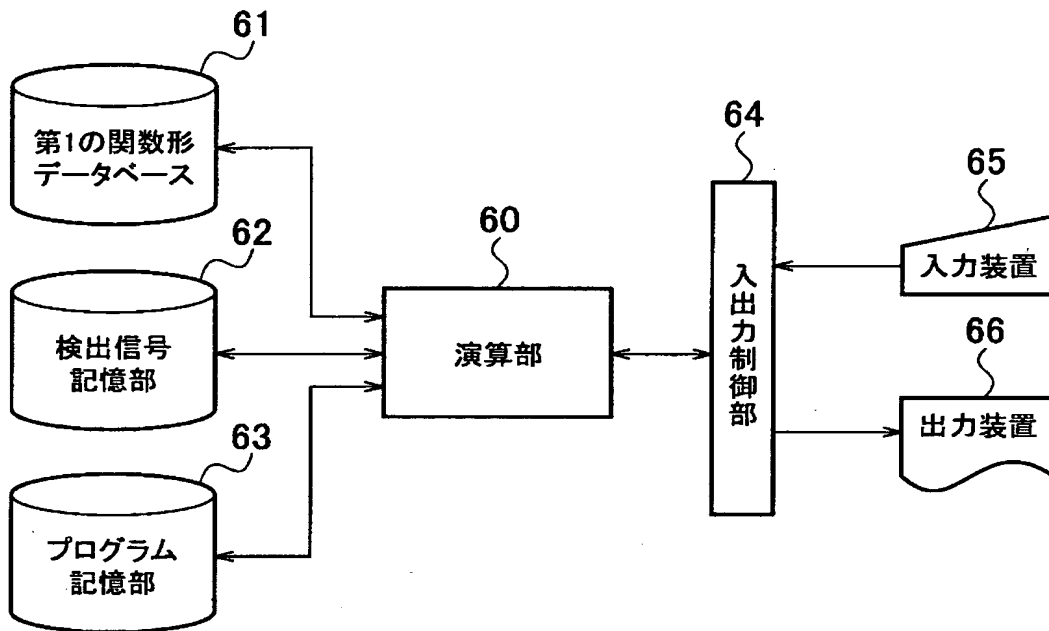 61
第1の関数形
データベース
62
検出信号
記憶部
63
プログラム
記憶部
60
演算部
64
入出力制御部
65
入力装置
66
出力装置